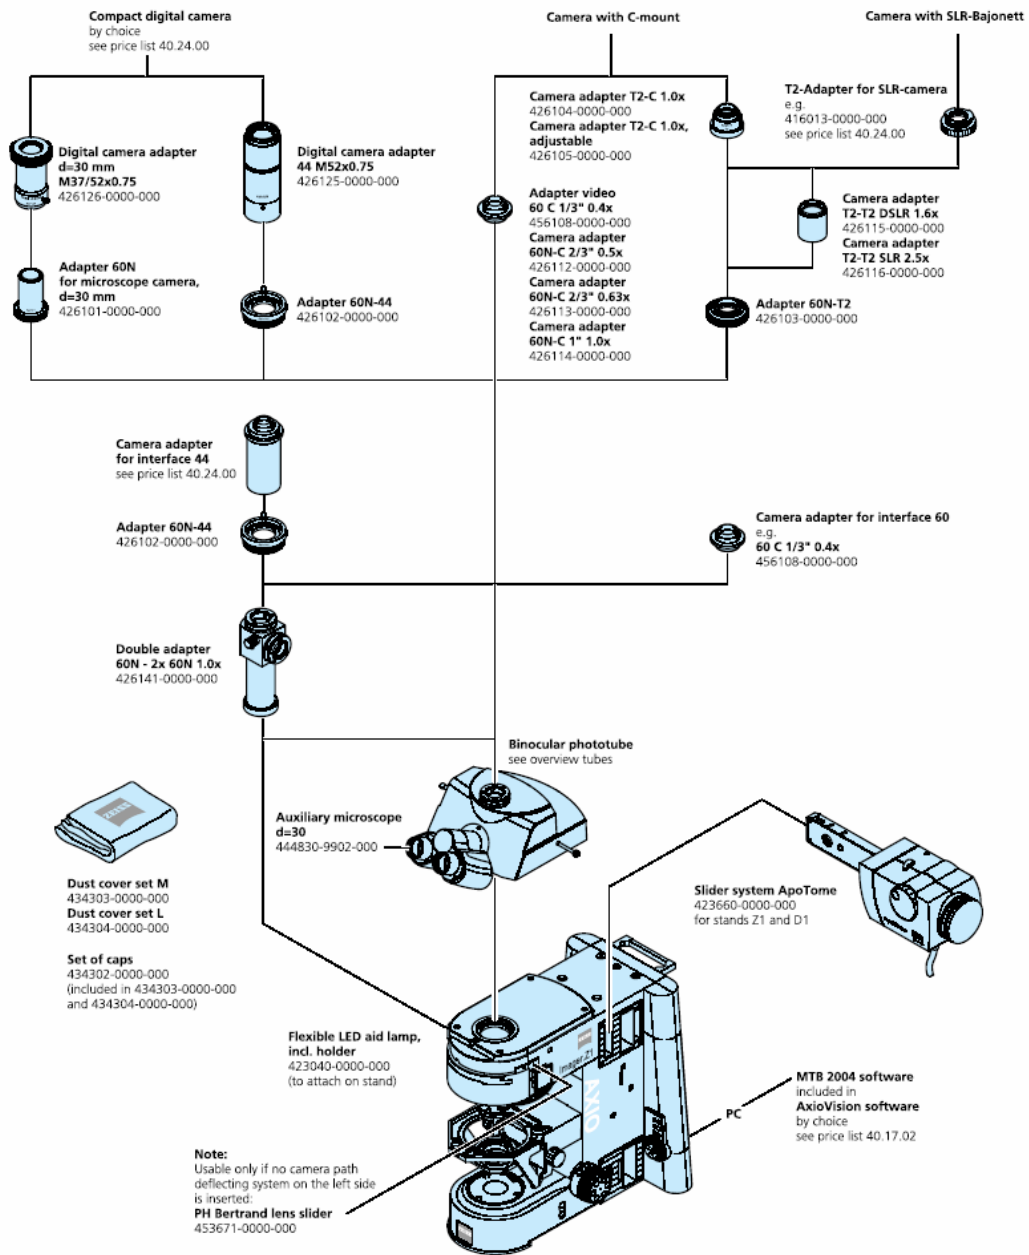 Compact digital camera
by choice
see price list 40.24.00
Camera with C-mount
Camera with SLR-Bajonett
Camera adapter T2-C 1.0x
426104-0000-000
Camera adapter T2-C 1.0x,
adjustable
426105-0000-000
T2-Adapter for SLR-camera
e.g.
416013-0000-000
see price list 40.24.00
Digital camera adapter
d=30 mm
M37/52x0.75
426126-0000-000
Digital camera adapter
44 M52x0.75
426125-0000-000
Adapter video
60 C 1/3" 0.4x
456108-0000-000
Camera adapter
60N-C 2/3" 0.5x
426112-0000-000
Camera adapter
60N-C 2/3" 0.63x
426113-0000-000
Camera adapter
60N-C 1" 1.0x
426114-0000-000
Camera adapter
T2-T2 DSLR 1.6x
426115-0000-000
Camera adapter
T2-T2 SLR 2.5x
426116-0000-000
Adapter 60N
for microscope camera,
d=30 mm
426101-0000-000
Adapter 60N-44
426102-0000-000
Adapter 60N-T2
426103-0000-000
Camera adapter
for interface 44
see price list 40.24.00
Adapter 60N-44
426102-0000-000
Camera adapter for interface 60
e.g.
60 C 1/3" 0.4x
456108-0000-000
Double adapter
60N - 2x 60N 1.0x
426141-0000-000
Binocular phototube
see overview tubes
ZEISS
Auxiliary microscope
d=30
444830-9902-000
Dust cover set M
434303-0000-000
Dust cover set L
434304-0000-000
Set of caps
434302-0000-000
(included in 434303-0000-000
and 434304-0000-000)
Slider system ApoTome
423660-0000-000
for stands Z1 and D1
Flexible LED aid lamp,
incl. holder
423040-0000-000
(to attach on stand)
Imager.Z1
AXIO
PC
MTB 2004 software
included in
AxioVision software
by choice
see price list 40.17.02
Note:
Usable only if no camera path
deflecting system on the left side
is inserted:
PH Bertrand lens slider
453671-0000-000